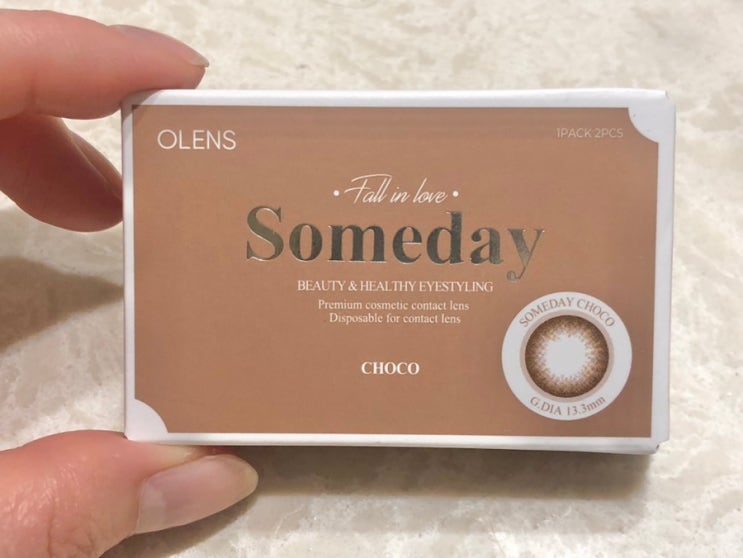 OLENS
1PACK 2PCS
• Fall in love •
Someday
BEAUTY & HEALTHY EYESTYLING
Premium cosmetic contact lens
Disposable for contact lens
CHOCO
SOMEDAY CHOCO
G.DIA 13.3mm